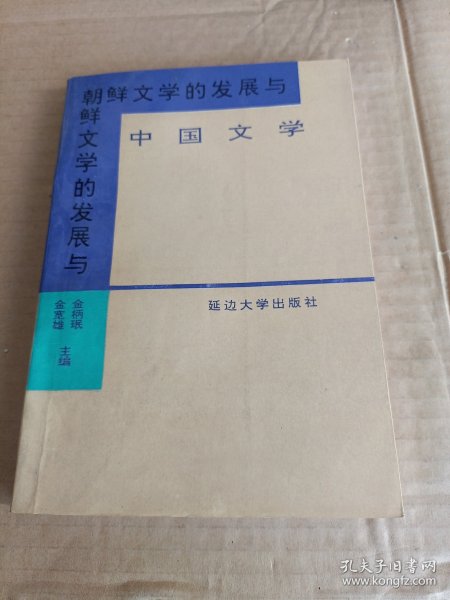 朝鲜文学的发展与
朝鲜文学的发展与
中国文学
金柄珉
金宽雄
主编
延边大学出版社
孔夫子旧书网
www.kongfz.com